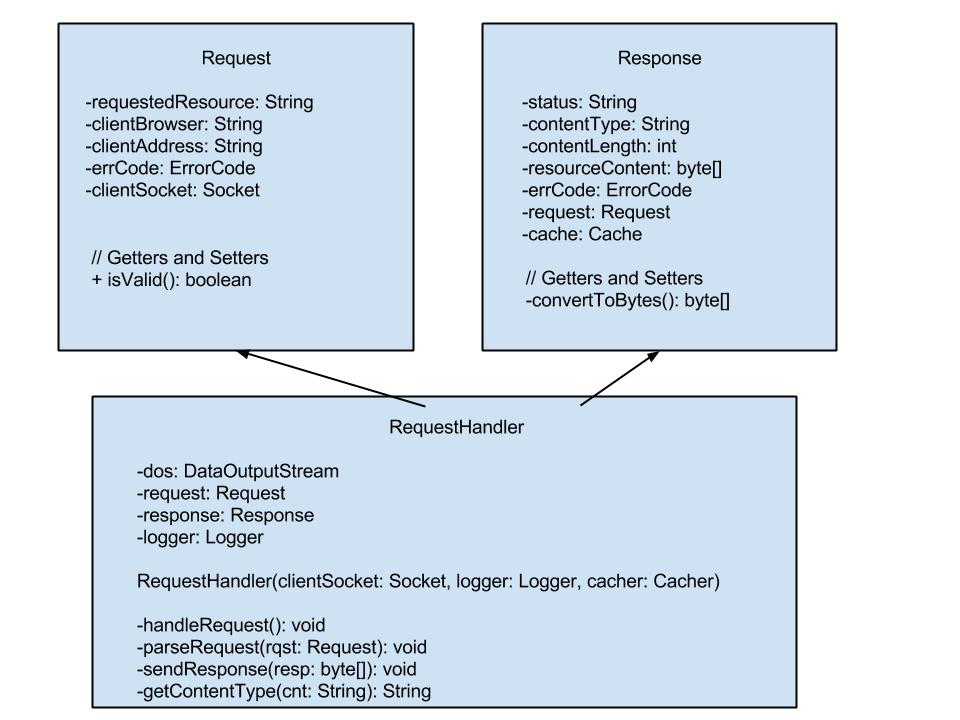 Request
-requestedResource: String
-clientBrowser: String
-clientAddress: String
-errCode: ErrorCode
-clientSocket: Socket
// Getters and Setters
+ isValid(): boolean
Response
-status: String
-contentType: String
-contentLength: int
-resourceContent: byte[]
-errCode: ErrorCode
-request: Request
-cache: Cache
// Getters and Setters
-convertToBytes(): byte[]
RequestHandler
-dos: DataOutputStream
-request: Request
-response: Response
-logger: Logger
RequestHandler(clientSocket: Socket, logger: Logger, cacher: Cacher)
-handleRequest(): void
-parseRequest(rqst: Request): void
-sendResponse(resp: byte[]): void
-getContentType(cnt: String): String